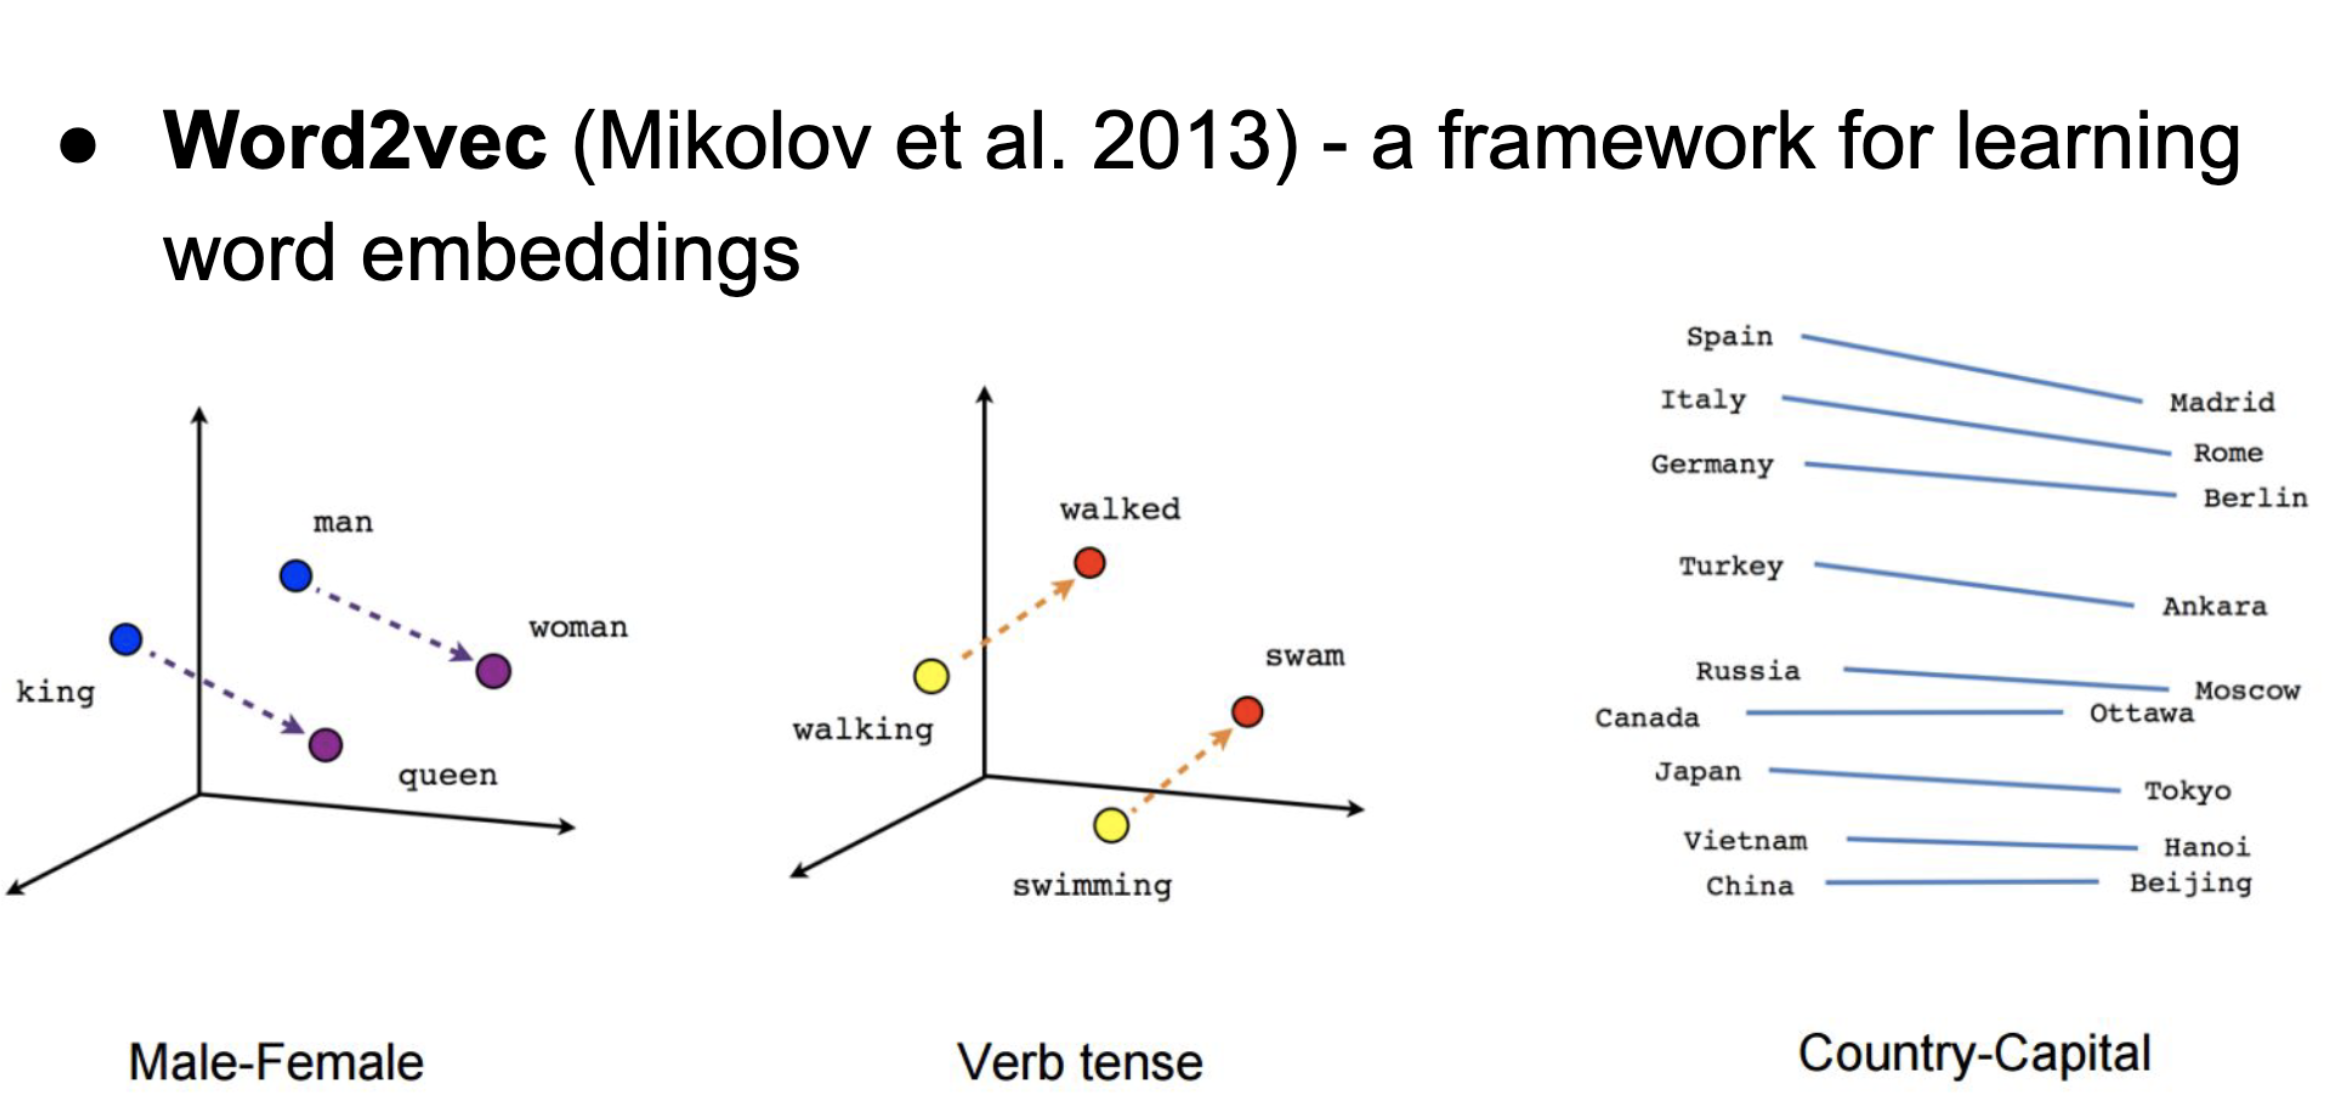 ● Word2vec (Mikolov et al. 2013) - a framework for learning
word embeddings
man
woman
king
queen
Male-Female
walked
swam
walking
swimming
Verb tense
Spain Madrid
Italy Rome
Germany Berlin
Turkey Ankara
Russia Moscow
Canada Ottawa
Japan Tokyo
Vietnam Hanoi
China Beijing
Country-Capital